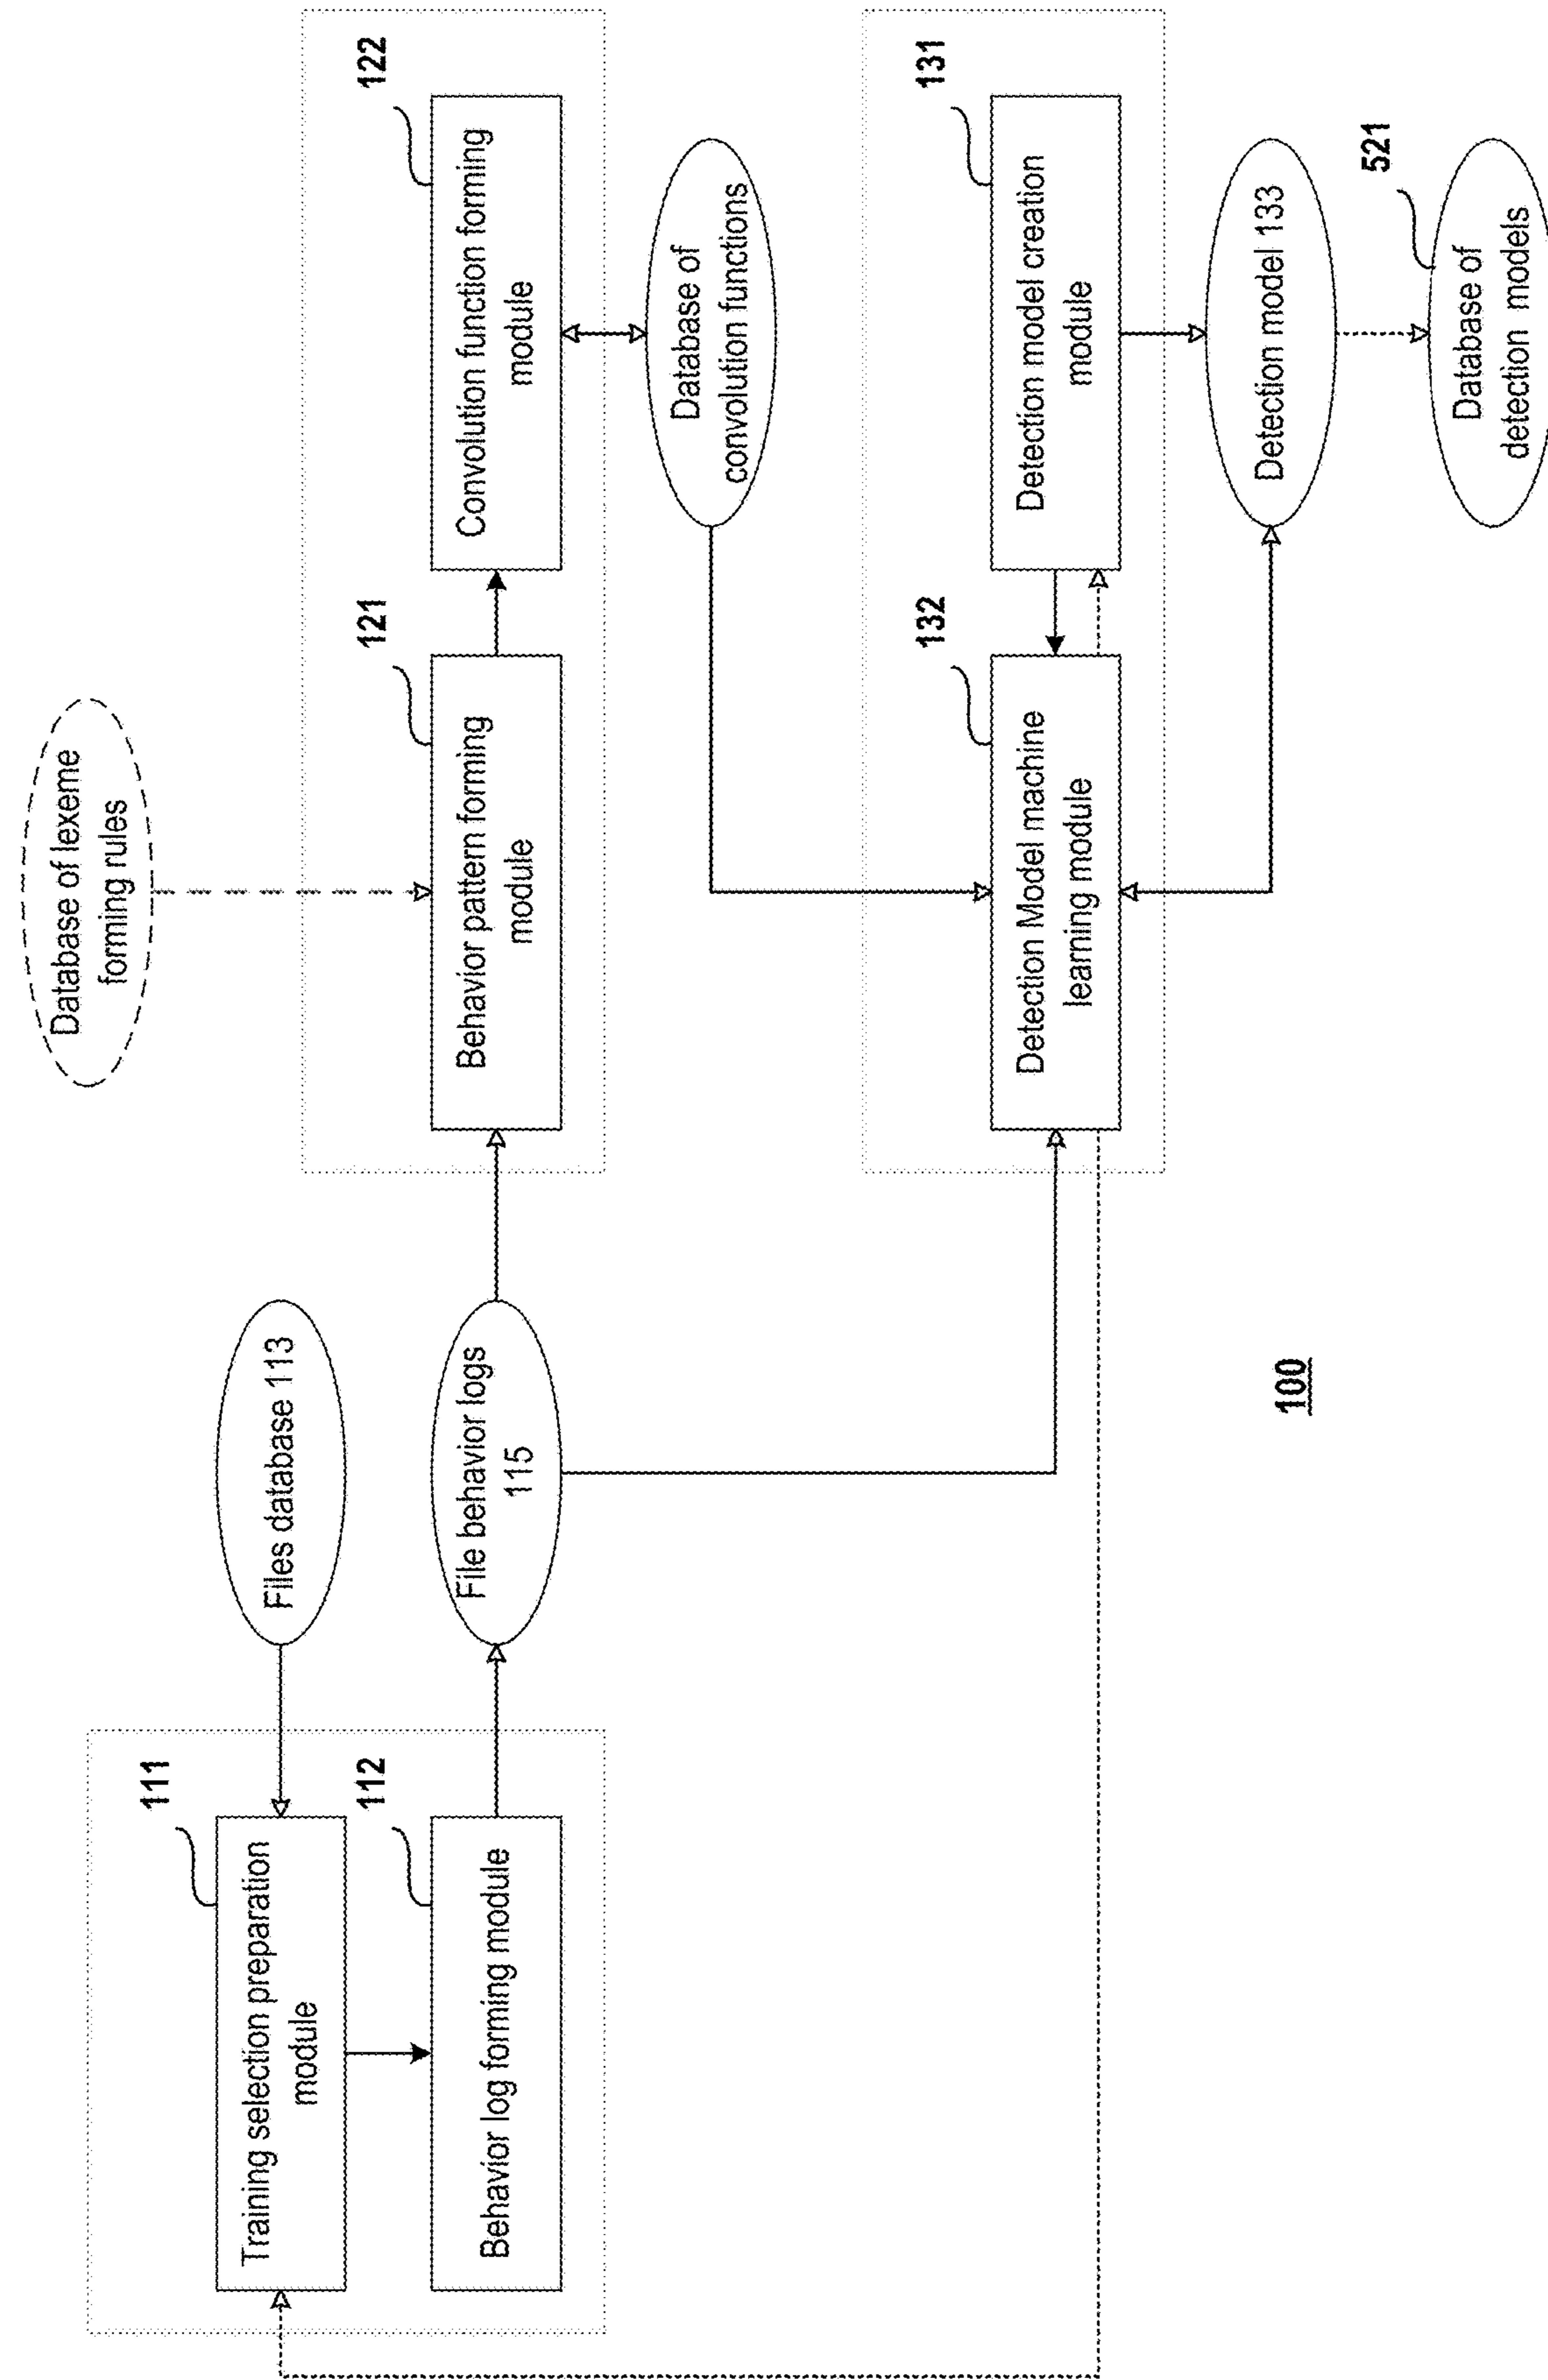 Database of lexeme
forming rules
111
Training selection preparation
module
Files database 113
112
Behavior log forming module
File behavior logs
115
121
Behavior pattern forming
module
122
Convolution function forming
module
Database of
convolution functions
132
Detection Model machine
learning module
131
Detection model creation
module
Detection model 133
521
Database of
detection models
100